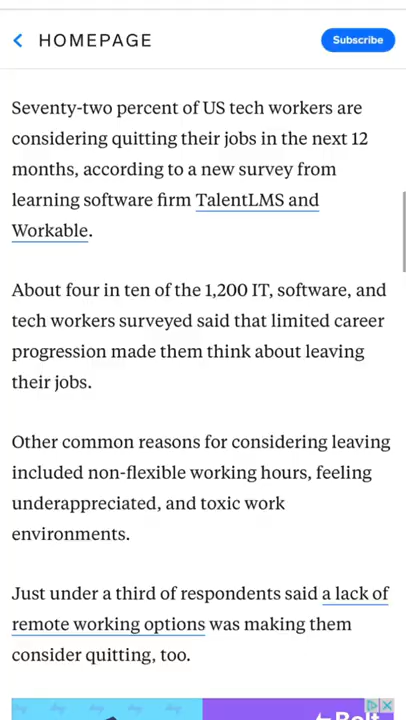 HOMEPAGE
Subscribe
Seventy-two percent of US tech workers are
considering quitting their jobs in the next 12
months, according to a new survey from
learning software firm TalentLMS and
Workable.
About four in ten of the 1,200 IT, software, and
tech workers surveyed said that limited career
progression made them think about leaving
their jobs.
Other common reasons for considering leaving
included non-flexible working hours, feeling
underappreciated, and toxic work
environments.
Just under a third of respondents said a lack of
remote working options was making them
consider quitting, too.
Bolt